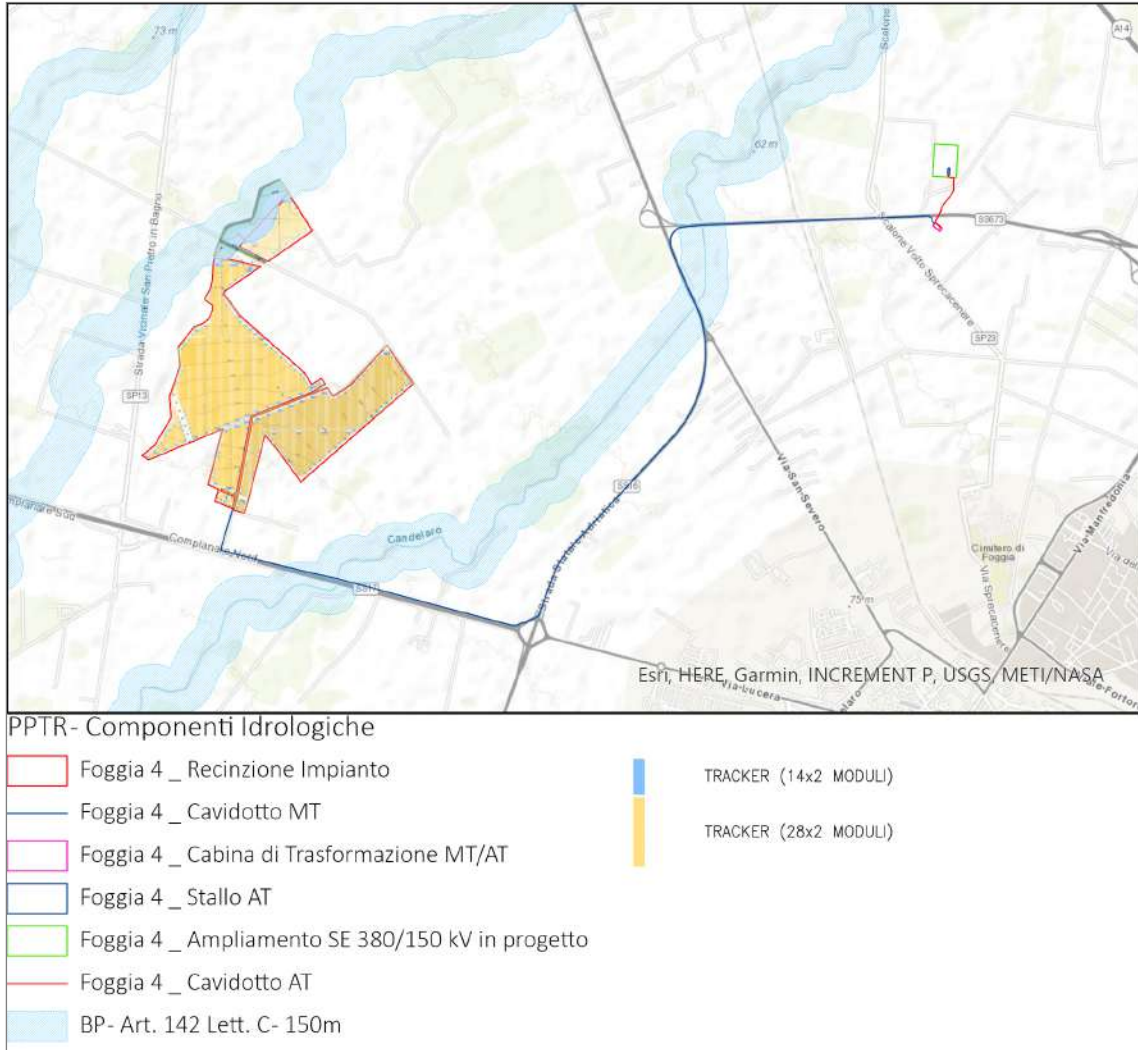 73 m
Scalone
A14
62 m
Strada Vicinale San Pietro in Bagno
SS673
Scalone Volto Sprecacenere
SP23
SP13
Complanare Sud
Complanare Nord
Candelaro
SS16
SS17
Strada Statale Adriatica
Via San Severo
Cimitero di
Foggia
Via Manfredonia
Via Sprecacenere
75 m
Via Lucera
Esri, HERE, Garmin, INCREMENT P, USGS, METI/NASA
PPTR- Componenti Idrologiche
Foggia 4 _ Recinzione Impianto
Foggia 4 _ Cavidotto MT
Foggia 4 _ Cabina di Trasformazione MT/AT
Foggia 4 _ Stallo AT
Foggia 4 _ Ampliamento SE 380/150 kV in progetto
Foggia 4 _ Cavidotto AT
BP- Art. 142 Lett. C- 150m
TRACKER (14x2 MODULI)
TRACKER (28x2 MODULI)